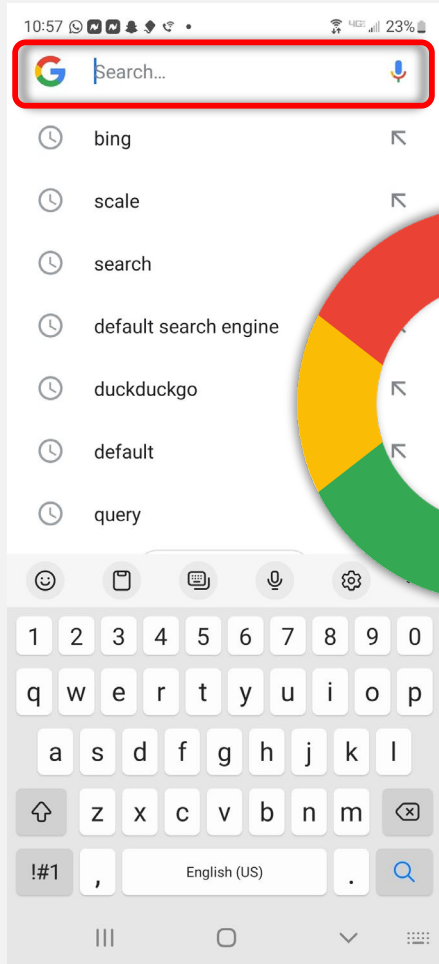 10:57 4GE 23%
Search...
bing
scale
search
default search engine
duckduckgo
default
query
1 2 3 4 5 6 7 8 9 0
q w e r t y u i o p
a s d f g h j k l
z x c v b n m
!#1 , English (US) .